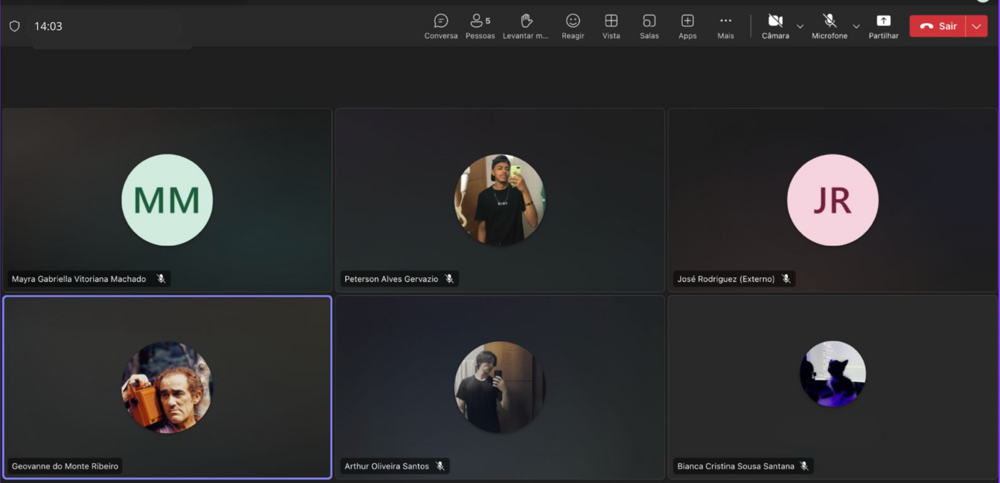 14:03
5
Conversa
Pessoas
Levantar m...
Reagir
Vista
Salas
Apps
Mais
Câmara
Microfone
Partilhar
Sair
MM
JR
Mayra Gabriella Vitoriana Machado
Peterson Alves Gervazio
José Rodriguez (Externo)
Geovanne do Monte Ribeiro
Arthur Oliveira Santos
Bianca Cristina Sousa Santana